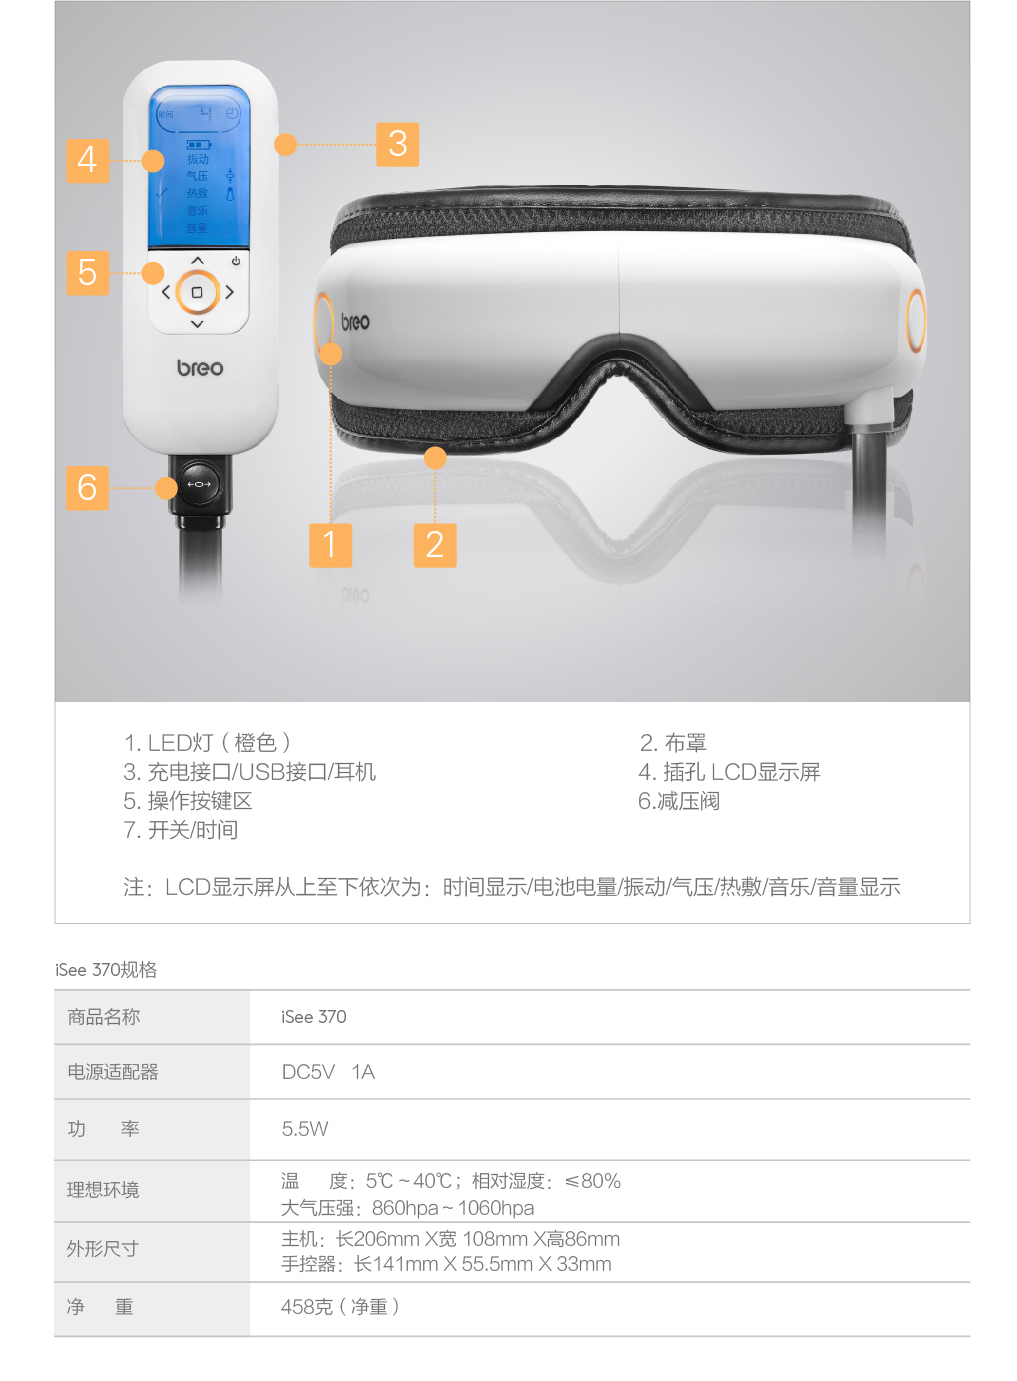 时间
4
3
振动
气压
热敷
音乐
音量
5
breo
breo
6
1
2
1. LED灯（橙色）
2. 布罩
3. 充电接口/USB接口/耳机
4. 插孔 LCD显示屏
5. 操作按键区
6.减压阀
7. 开关/时间
注：LCD显示屏从上至下依次为：时间显示/电池电量/振动/气压/热敷/音乐/音量显示
iSee 370规格
商品名称 iSee 370
电源适配器 DC5V 1A
功 率 5.5W
理想环境 温 度：5℃～40℃；相对湿度：≤80%
大气压强：860hpa～1060hpa
外形尺寸 主机：长206mm X宽 108mm X高86mm
手控器：长141mm X 55.5mm X 33mm
净 重 458克（净重）